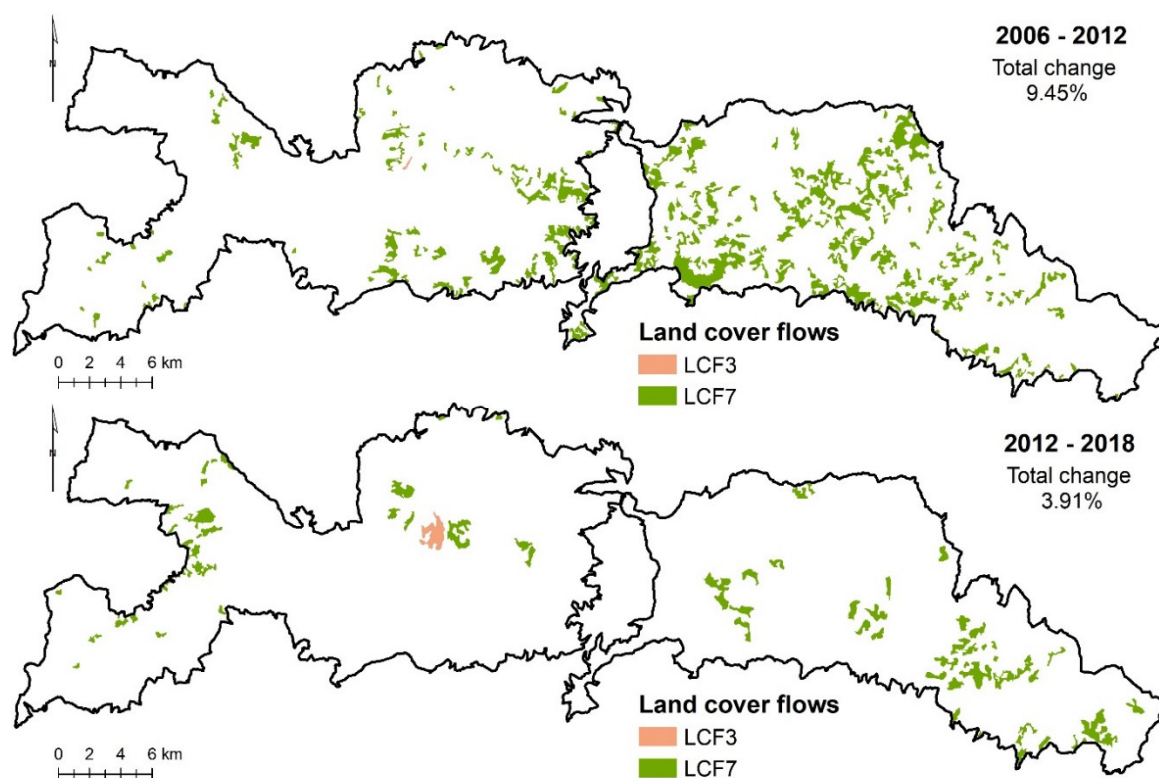 2006 - 2012
Total change
9.45%
N
Land cover flows
LCF3
LCF7
0 2 4 6 km
2012 - 2018
Total change
3.91%
N
Land cover flows
LCF3
LCF7
0 2 4 6 km